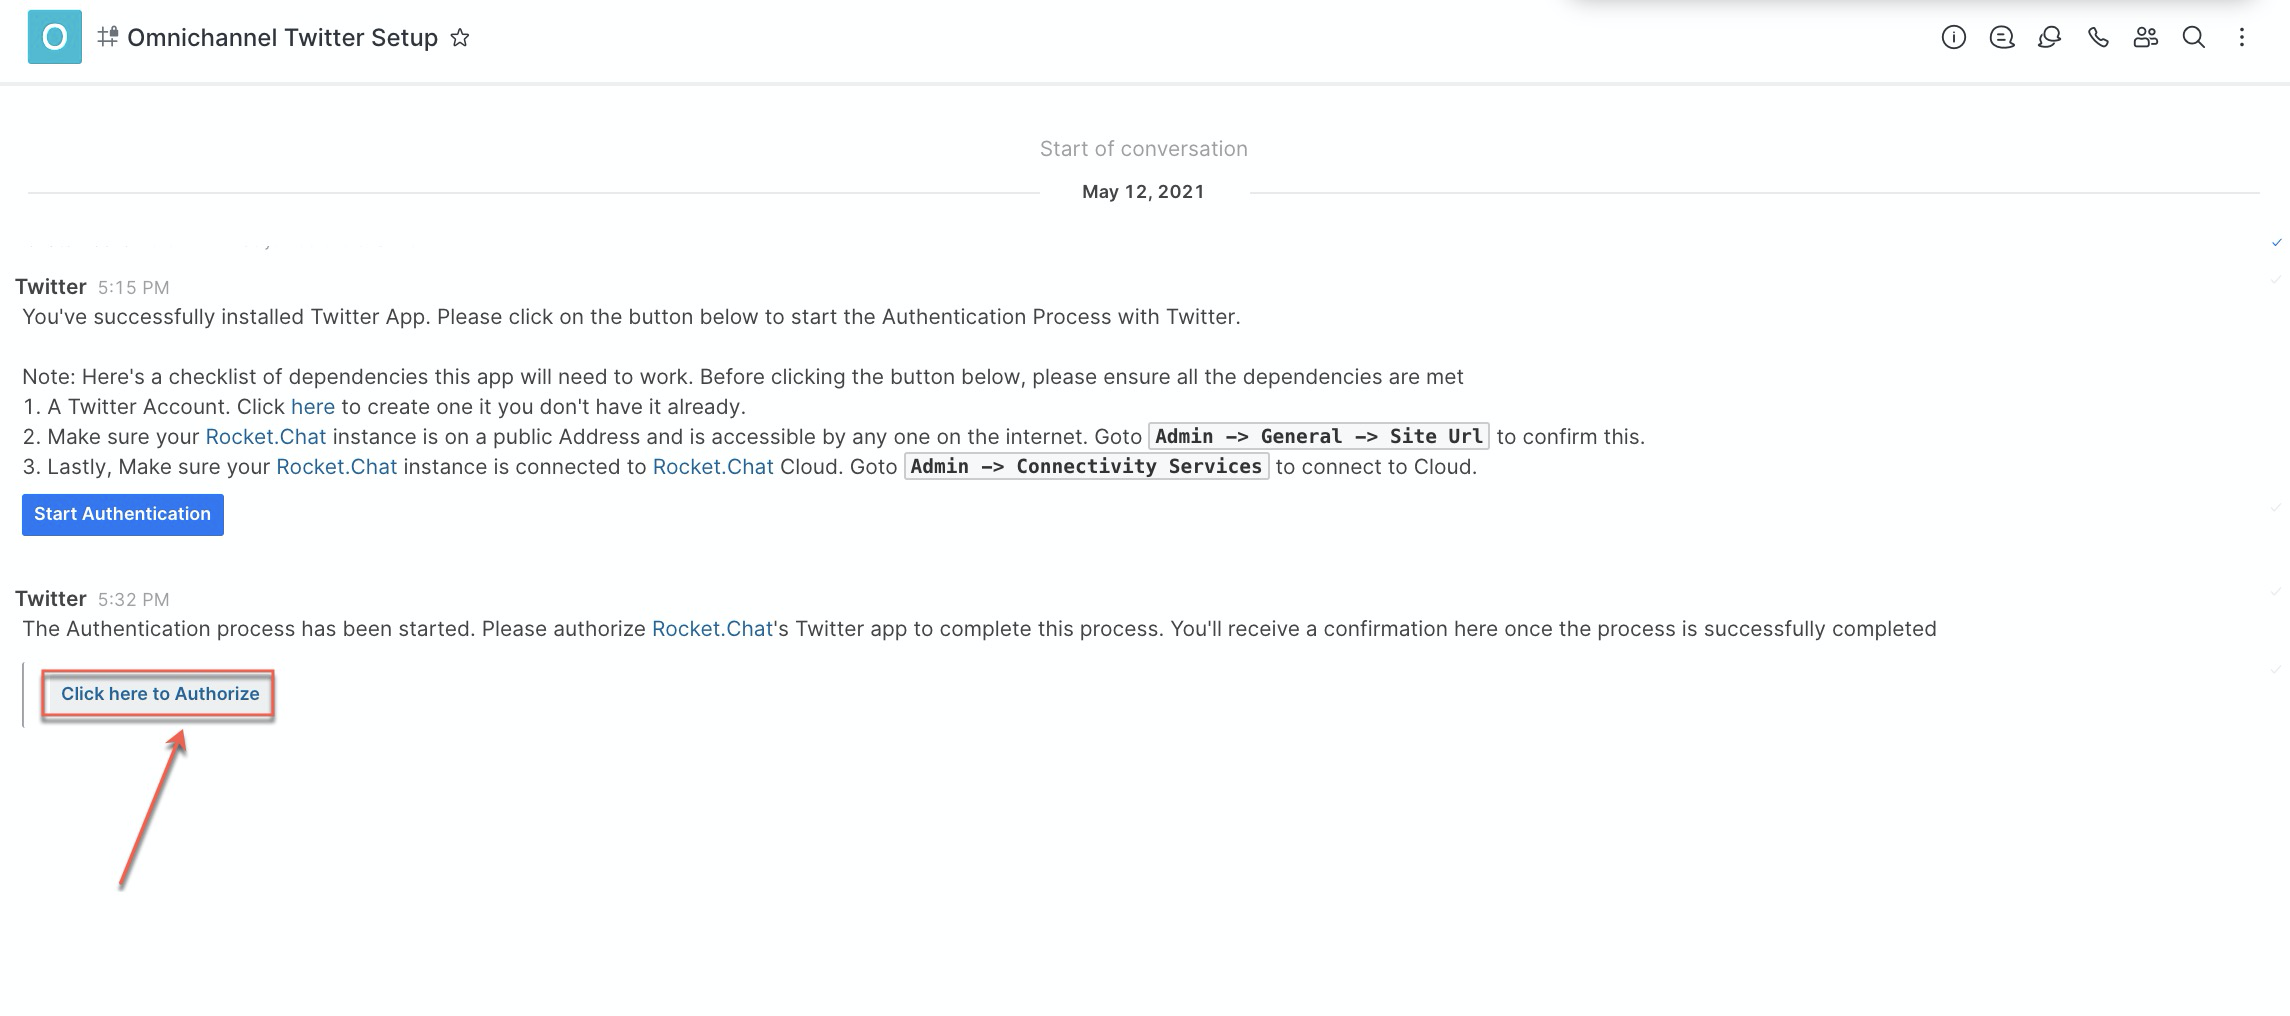 O Omnichannel Twitter Setup
Start of conversation
May 12, 2021
Twitter 5:15 PM
You've successfully installed Twitter App. Please click on the button below to start the Authentication Process with Twitter.
Note: Here's a checklist of dependencies this app will need to work. Before clicking the button below, please ensure all the dependencies are met
1. A Twitter Account. Click here to create one it you don't have it already.
2. Make sure your Rocket.Chat instance is on a public Address and is accessible by any one on the internet. Goto Admin -> General -> Site Url to confirm this.
3. Lastly, Make sure your Rocket.Chat instance is connected to Rocket.Chat Cloud. Goto Admin -> Connectivity Services to connect to Cloud.
Start Authentication
Twitter 5:32 PM
The Authentication process has been started. Please authorize Rocket.Chat's Twitter app to complete this process. You'll receive a confirmation here once the process is successfully completed
Click here to Authorize